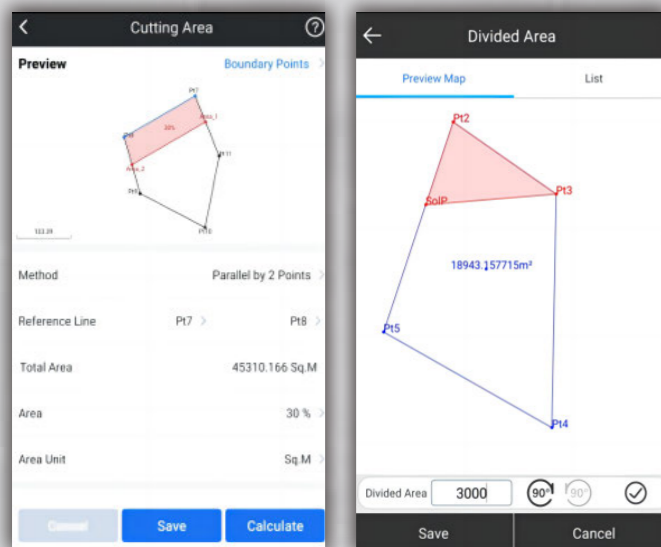 Cutting Area
Preview
Boundary Points
Pt7
Pt8
30%
Area_1
Area_2
Pt11
Pt9
Pt10
Method
Parallel by 2 Points
Reference Line
Pt7
Pt8
Total Area
45310.166 Sq.M
Area
30 %
Area Unit
Sq.M
Save
Calculate
Divided Area
Preview Map
List
Pt2
Pt3
SolP
18943.157715m²
Pt5
Pt4
Divided Area
3000
90°
90°
Save
Cancel